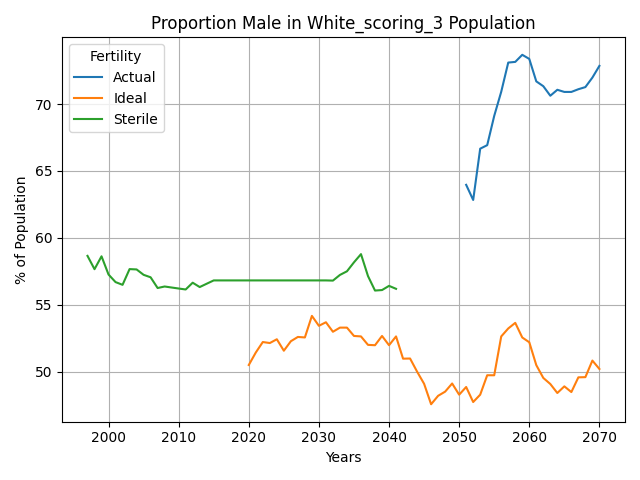 Proportion Male in White_scoring_3 Population
Fertility
Actual
Ideal
Sterile
% of Population
70
65
60
55
50
2000 2010 2020 2030 2040 2050 2060 2070
Years